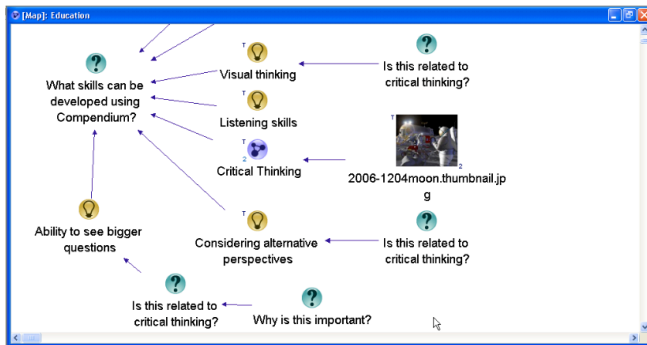 [Map]: Education
What skills can be
developed using
Compendium?
T
Visual thinking
Is this related to
critical thinking?
T
Listening skills
T
2
Critical Thinking
T
2
2006-1204moon.thumbnail.jp
g
Ability to see bigger
questions
T
Considering alternative
perspectives
Is this related to
critical thinking?
Is this related to
critical thinking?
Why is this important?